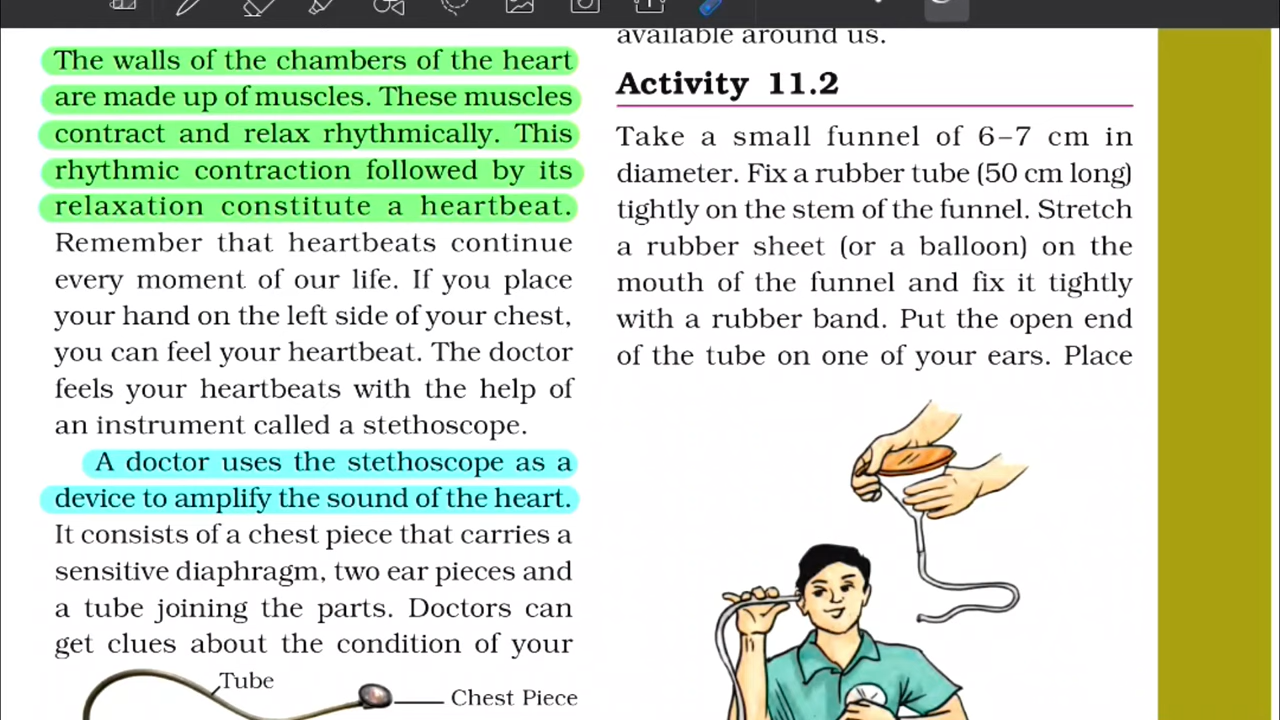 The walls of the chambers of the heart
are made up of muscles. These muscles
contract and relax rhythmically. This
rhythmic contraction followed by its
relaxation constitute a heartbeat.
Remember that heartbeats continue
every moment of our life. If you place
your hand on the left side of your chest,
you can feel your heartbeat. The doctor
feels your heartbeats with the help of
an instrument called a stethoscope.
A doctor uses the stethoscope as a
device to amplify the sound of the heart.
It consists of a chest piece that carries a
sensitive diaphragm, two ear pieces and
a tube joining the parts. Doctors can
get clues about the condition of your
Tube
Chest Piece
available around us.
Activity 11.2
Take a small funnel of 6–7 cm in
diameter. Fix a rubber tube (50 cm long)
tightly on the stem of the funnel. Stretch
a rubber sheet (or a balloon) on the
mouth of the funnel and fix it tightly
with a rubber band. Put the open end
of the tube on one of your ears. Place